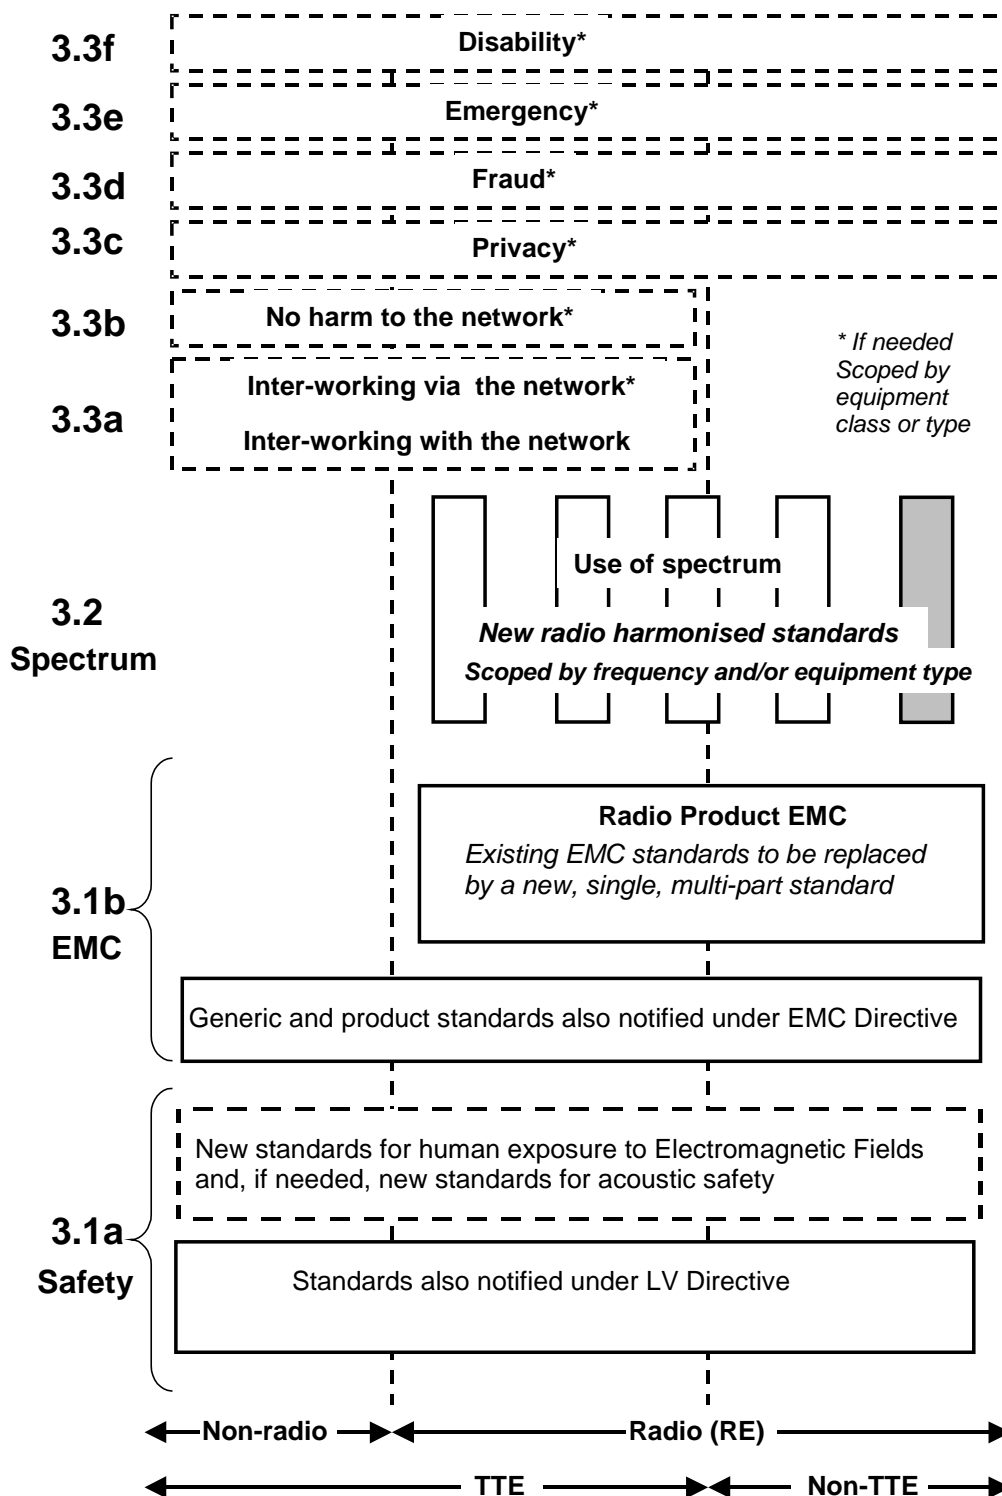 3.3f
Disability*
3.3e
Emergency*
3.3d
Fraud*
3.3c
Privacy*
3.3b
No harm to the network*
3.3a
Inter-working via the network*
Inter-working with the network
* If needed
Scoped by
equipment
class or type
3.2
Spectrum
Use of spectrum
New radio harmonised standards
Scoped by frequency and/or equipment type
3.1b
EMC
Radio Product EMC
Existing EMC standards to be replaced
by a new, single, multi-part standard
Generic and product standards also notified under EMC Directive
3.1a
Safety
New standards for human exposure to Electromagnetic Fields
and, if needed, new standards for acoustic safety
Standards also notified under LV Directive
Non-radio
Radio (RE)
TTE
Non-TTE